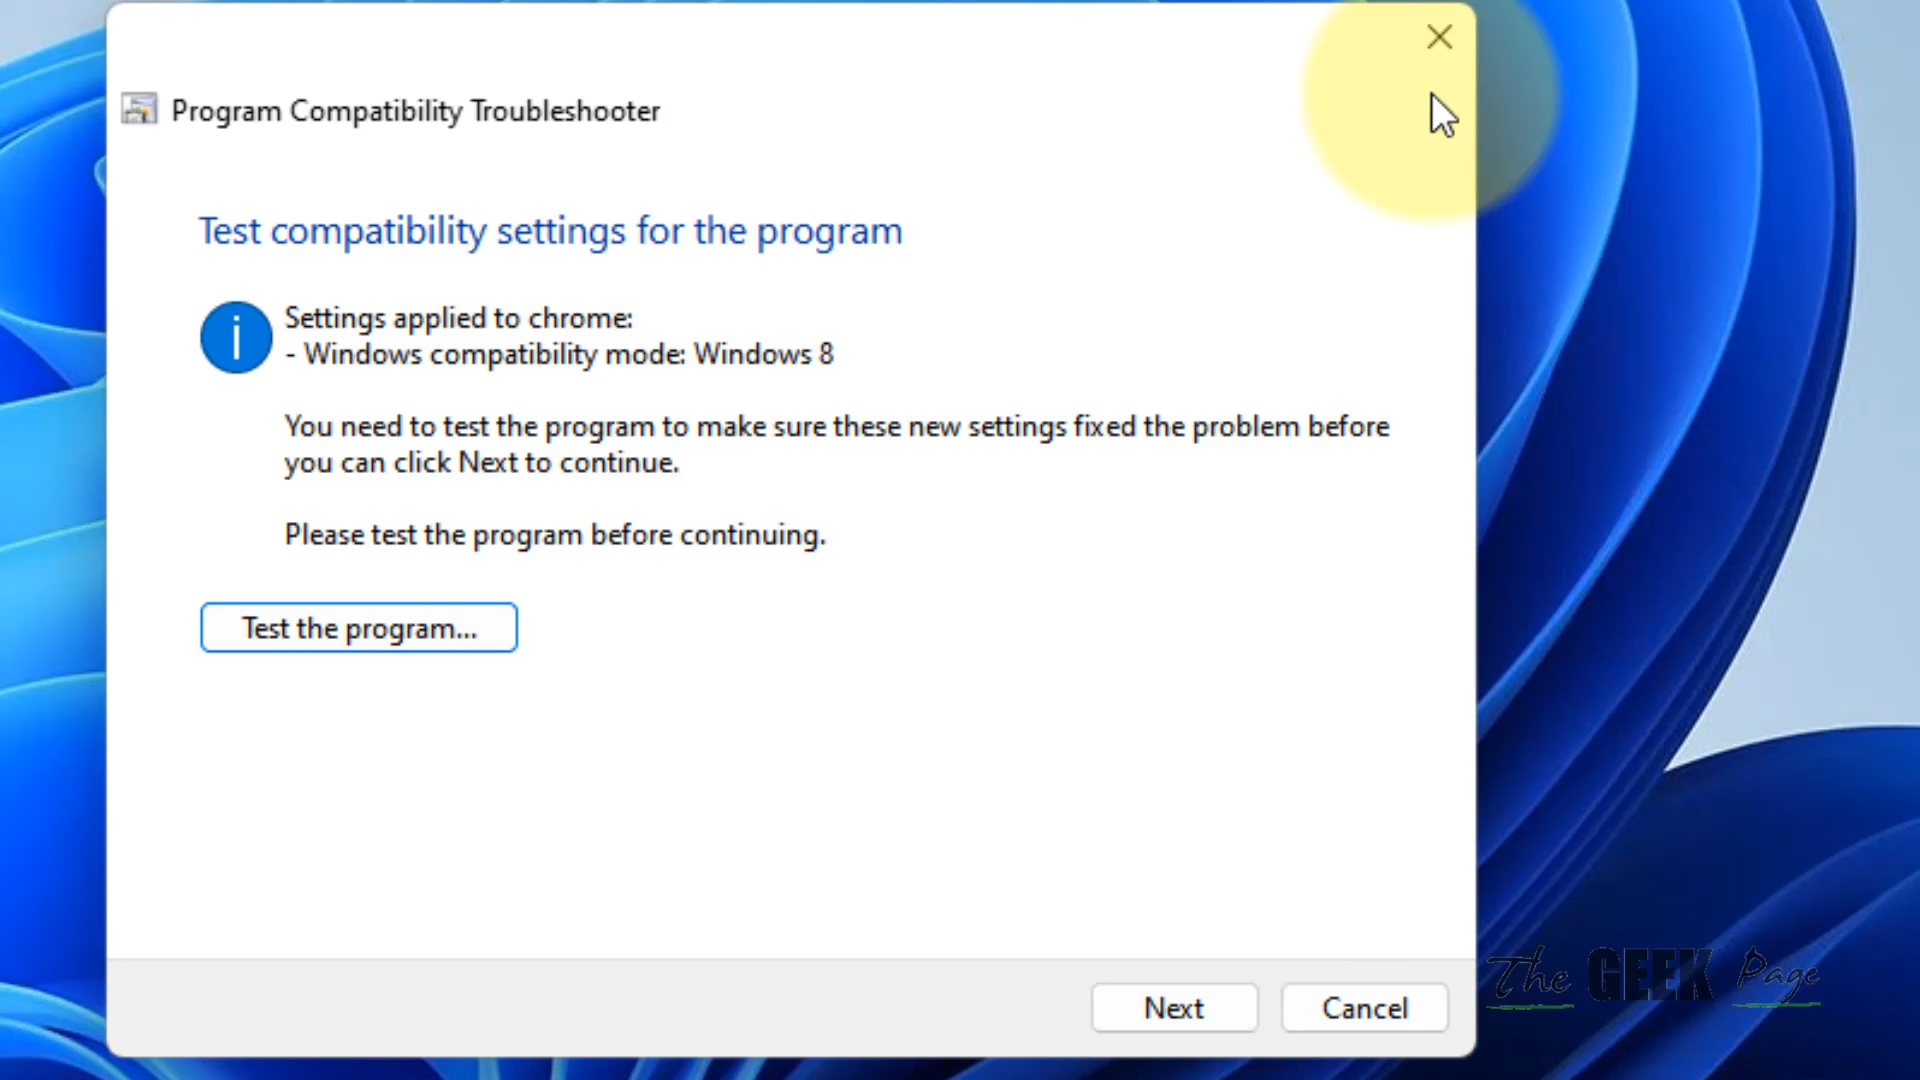 Program Compatibility Troubleshooter
Test compatibility settings for the program
Settings applied to chrome:
- Windows compatibility mode: Windows 8
You need to test the program to make sure these new settings fixed the problem before
you can click Next to continue.
Please test the program before continuing.
Test the program...
Next
Cancel
The GEEK Page